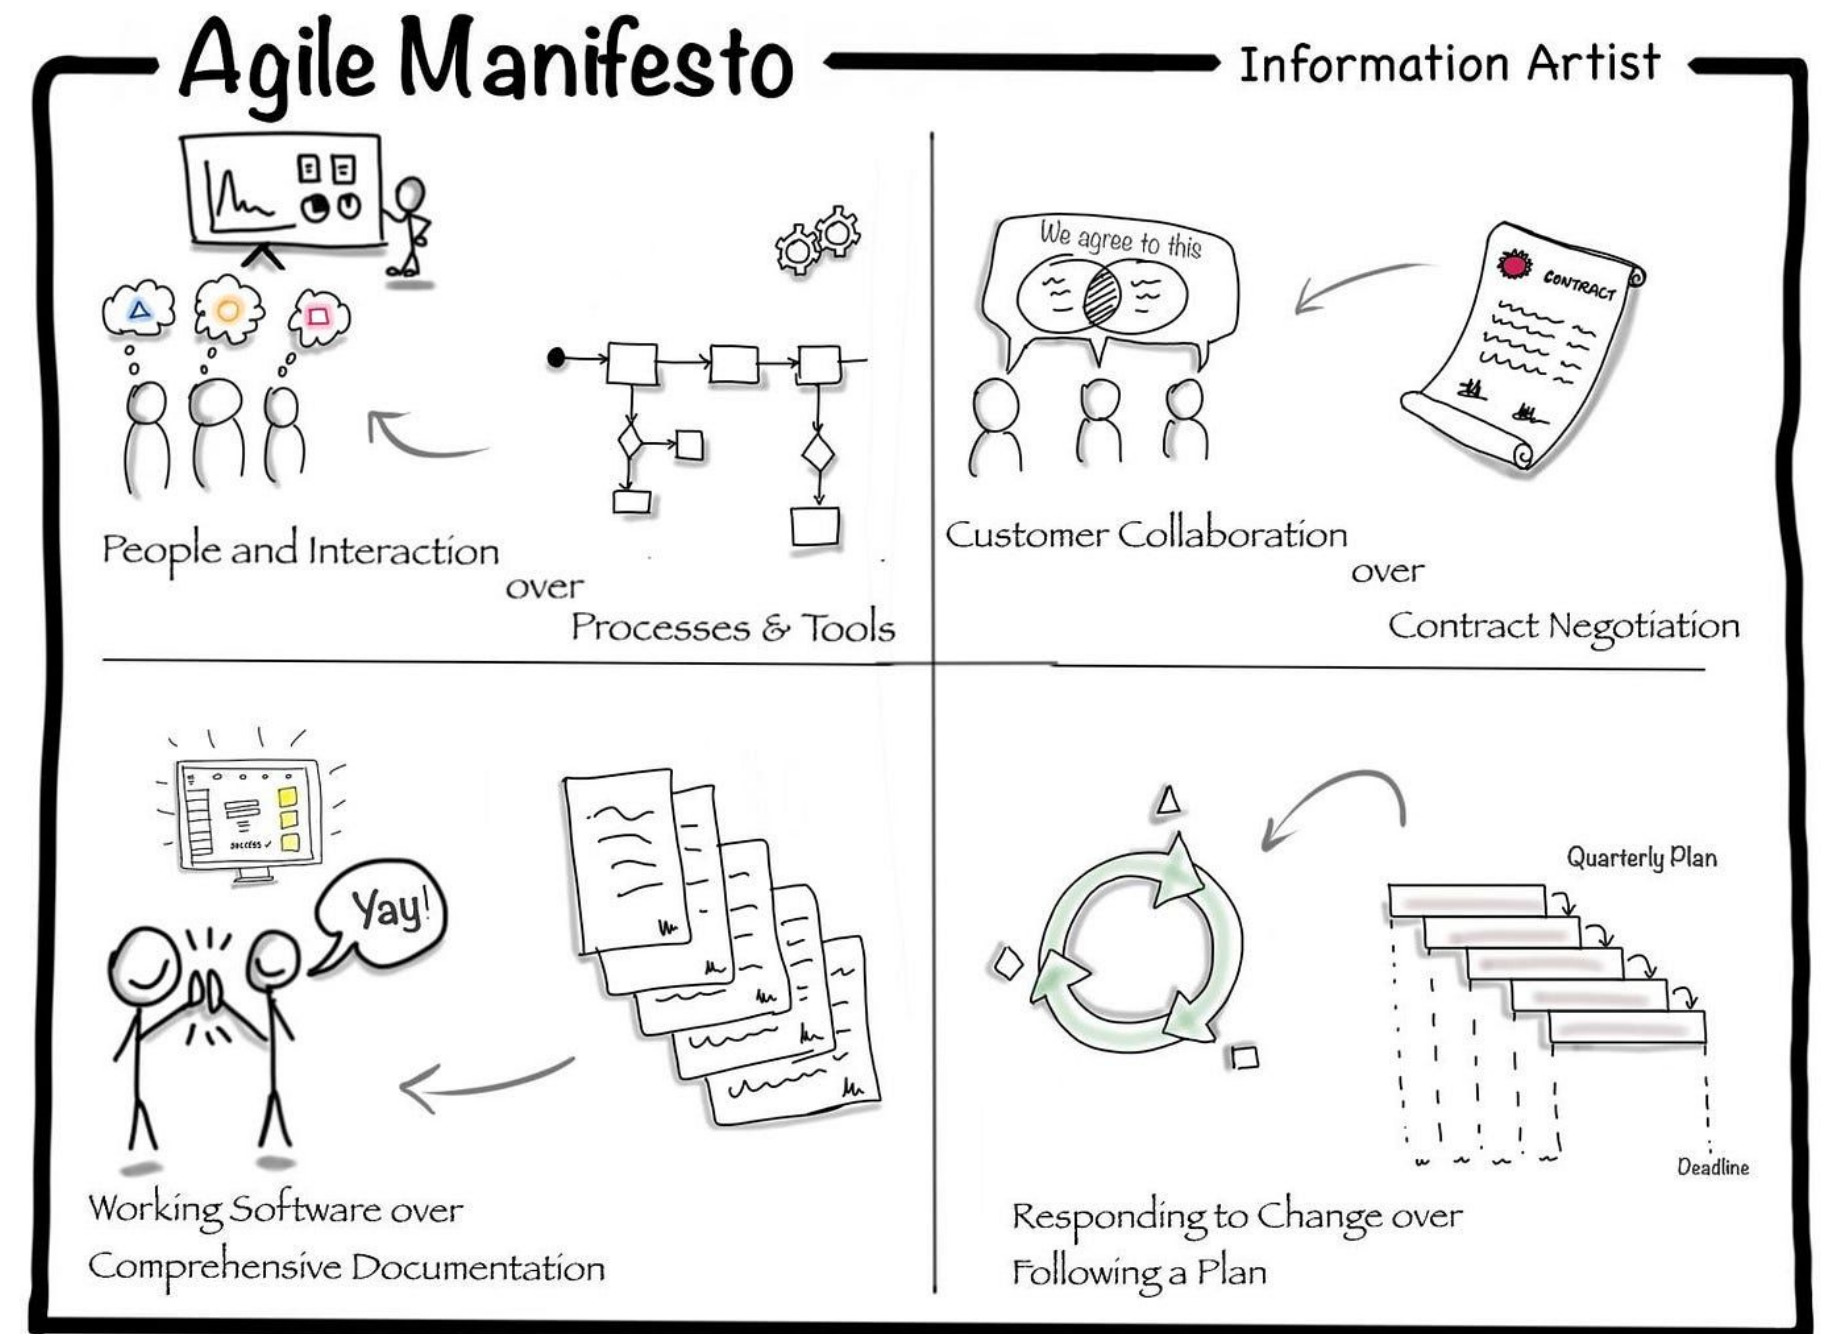 Agile Manifesto
Information Artist
People and Interaction
over
Processes & Tools
We agree to this
CONTRACT
Customer Collaboration
over
Contract Negotiation
SUCCESS ✓
Yay!
Working Software over
Comprehensive Documentation
Quarterly Plan
Deadline
Responding to Change over
Following a Plan